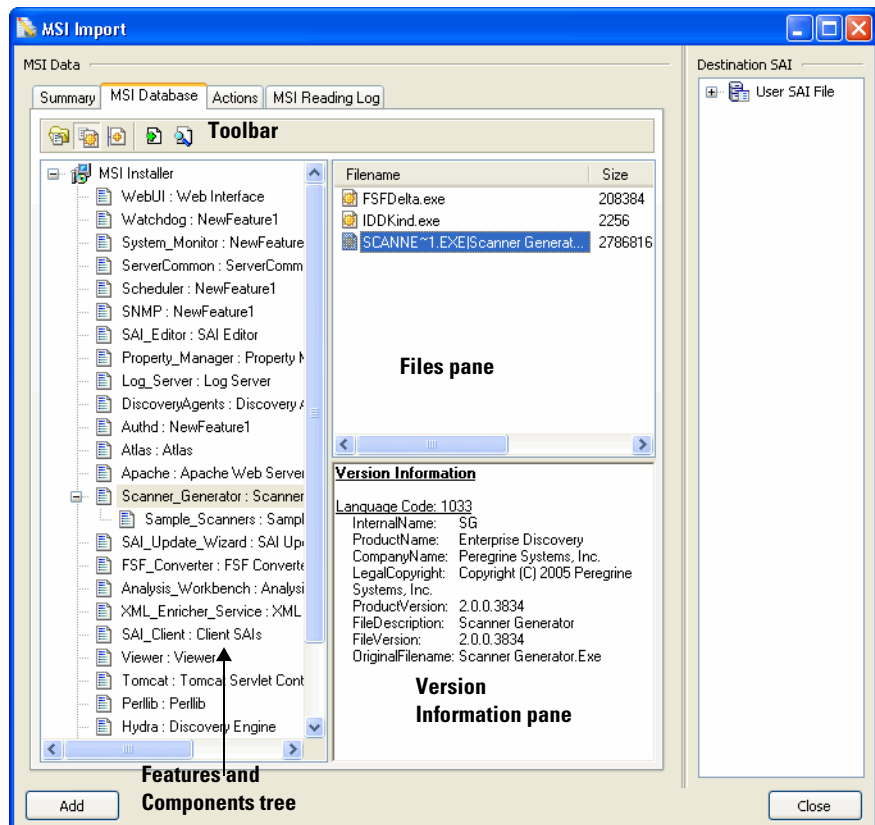 MSI Import
MSI Data
Destination SAI
Summary
MSI Database
Actions
MSI Reading Log
User SAI File
Toolbar
MSI Installer
WebUI : Web Interface
Watchdog : NewFeature1
System_Monitor : NewFeature
ServerCommon : ServerComm
Scheduler : NewFeature1
SNMP : NewFeature1
SAI_Editor : SAI Editor
Property_Manager : Property M
Log_Server : Log Server
DiscoveryAgents : Discovery A
Authd : NewFeature1
Atlas : Atlas
Apache : Apache Web Server
Scanner_Generator : Scanner
Sample_Scanners : Sampl
SAI_Update_Wizard : SAI Up
FSF_Converter : FSF Converte
Analysis_Workbench : Analysi
XML_Enricher_Service : XML
SAI_Client : Client SAIs
Viewer : Viewer
Tomcat : Tomcat Servlet Cont
Perllib : Perllib
Hydra : Discovery Engine
Features and
Components tree
Filename Size
FSFDelta.exe 208384
IDDKind.exe 2256
SCANNE~1.EXE|Scanner Generat... 2786816
Files pane
Version Information
Language Code: 1033
InternalName: SG
ProductName: Enterprise Discovery
CompanyName: Peregrine Systems, Inc.
LegalCopyright: Copyright (C) 2005 Peregrine
Systems, Inc.
ProductVersion: 2.0.0.3834
FileDescription: Scanner Generator
FileVersion: 2.0.0.3834
OriginalFilename: Scanner Generator.Exe
Version
Information pane
Add
Close